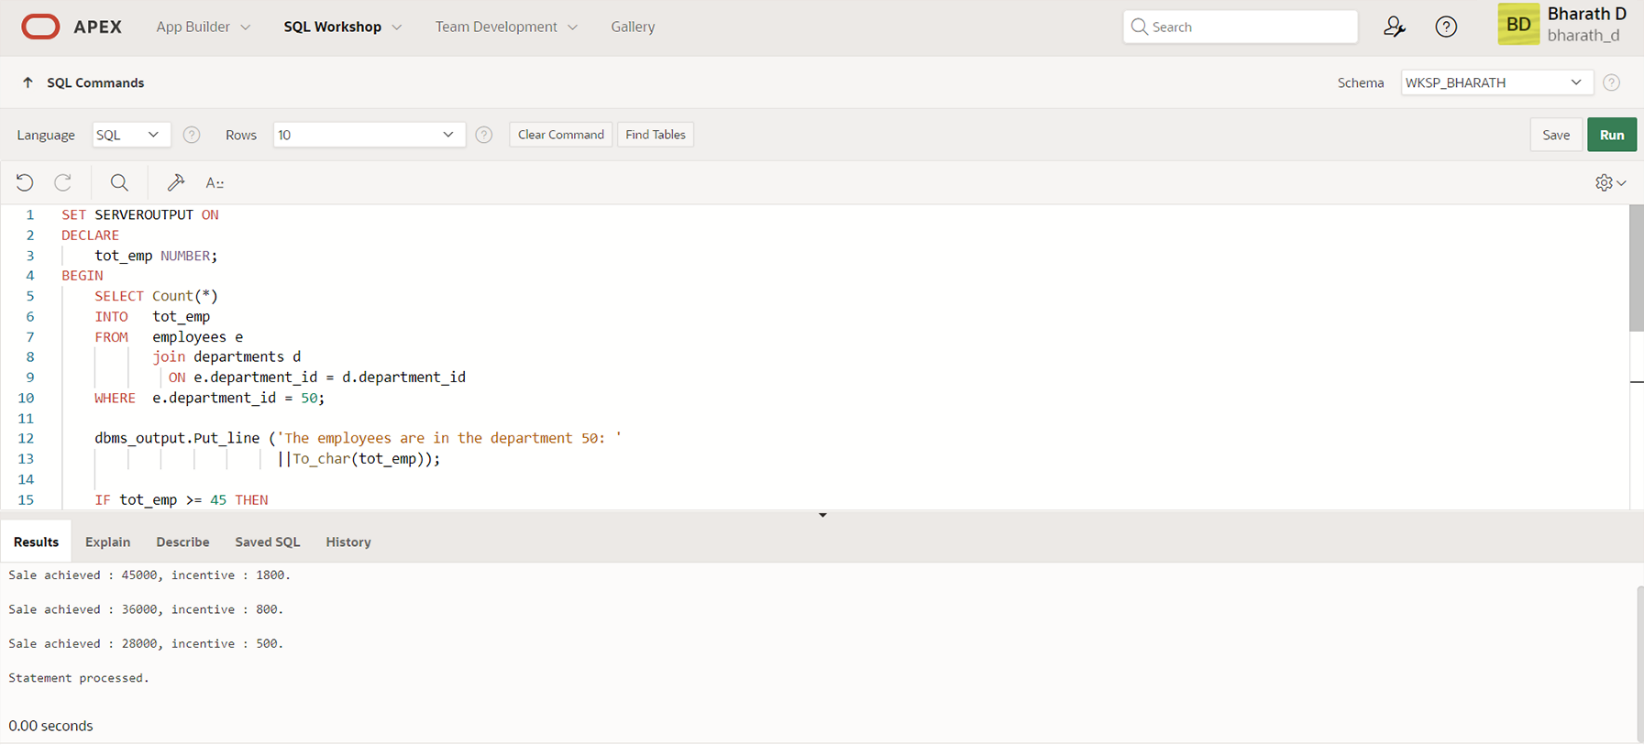 APEX App Builder SQL Workshop Team Development Gallery Search BD Bharath D
bharath_d
SQL Commands Schema WKSP_BHARATH
Language SQL Rows 10 Clear Command Find Tables Save Run
A::
1 SET SERVEROUTPUT ON
2 DECLARE
3 tot_emp NUMBER;
4 BEGIN
5 SELECT Count(*)
6 INTO tot_emp
7 FROM employees e
8 join departments d
9 ON e.department_id = d.department_id
10 WHERE e.department_id = 50;
11
12 dbms_output.Put_line ('The employees are in the department 50: '
13 ||To_char(tot_emp));
14
15 IF tot_emp >= 45 THEN
Results Explain Describe Saved SQL History
Sale achieved : 45000, incentive : 1800.
Sale achieved : 36000, incentive : 800.
Sale achieved : 28000, incentive : 500.
Statement processed.
0.00 seconds